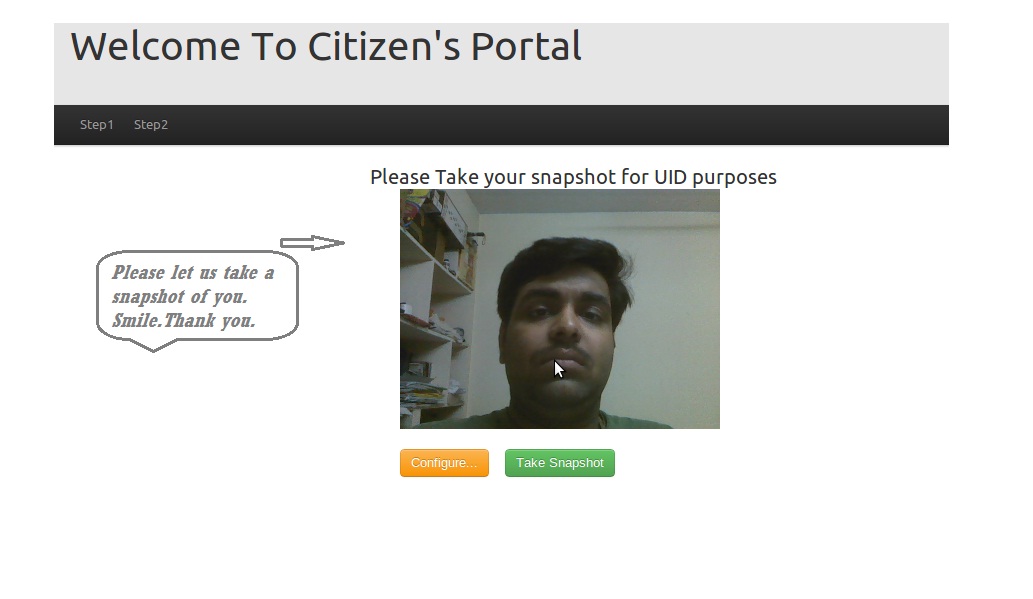 Welcome To Citizen's Portal
Step1 Step2
Please Take your snapshot for UID purposes
Please let us take a
snapshot of you.
Smile.Thank you.
Configure... Take Snapshot